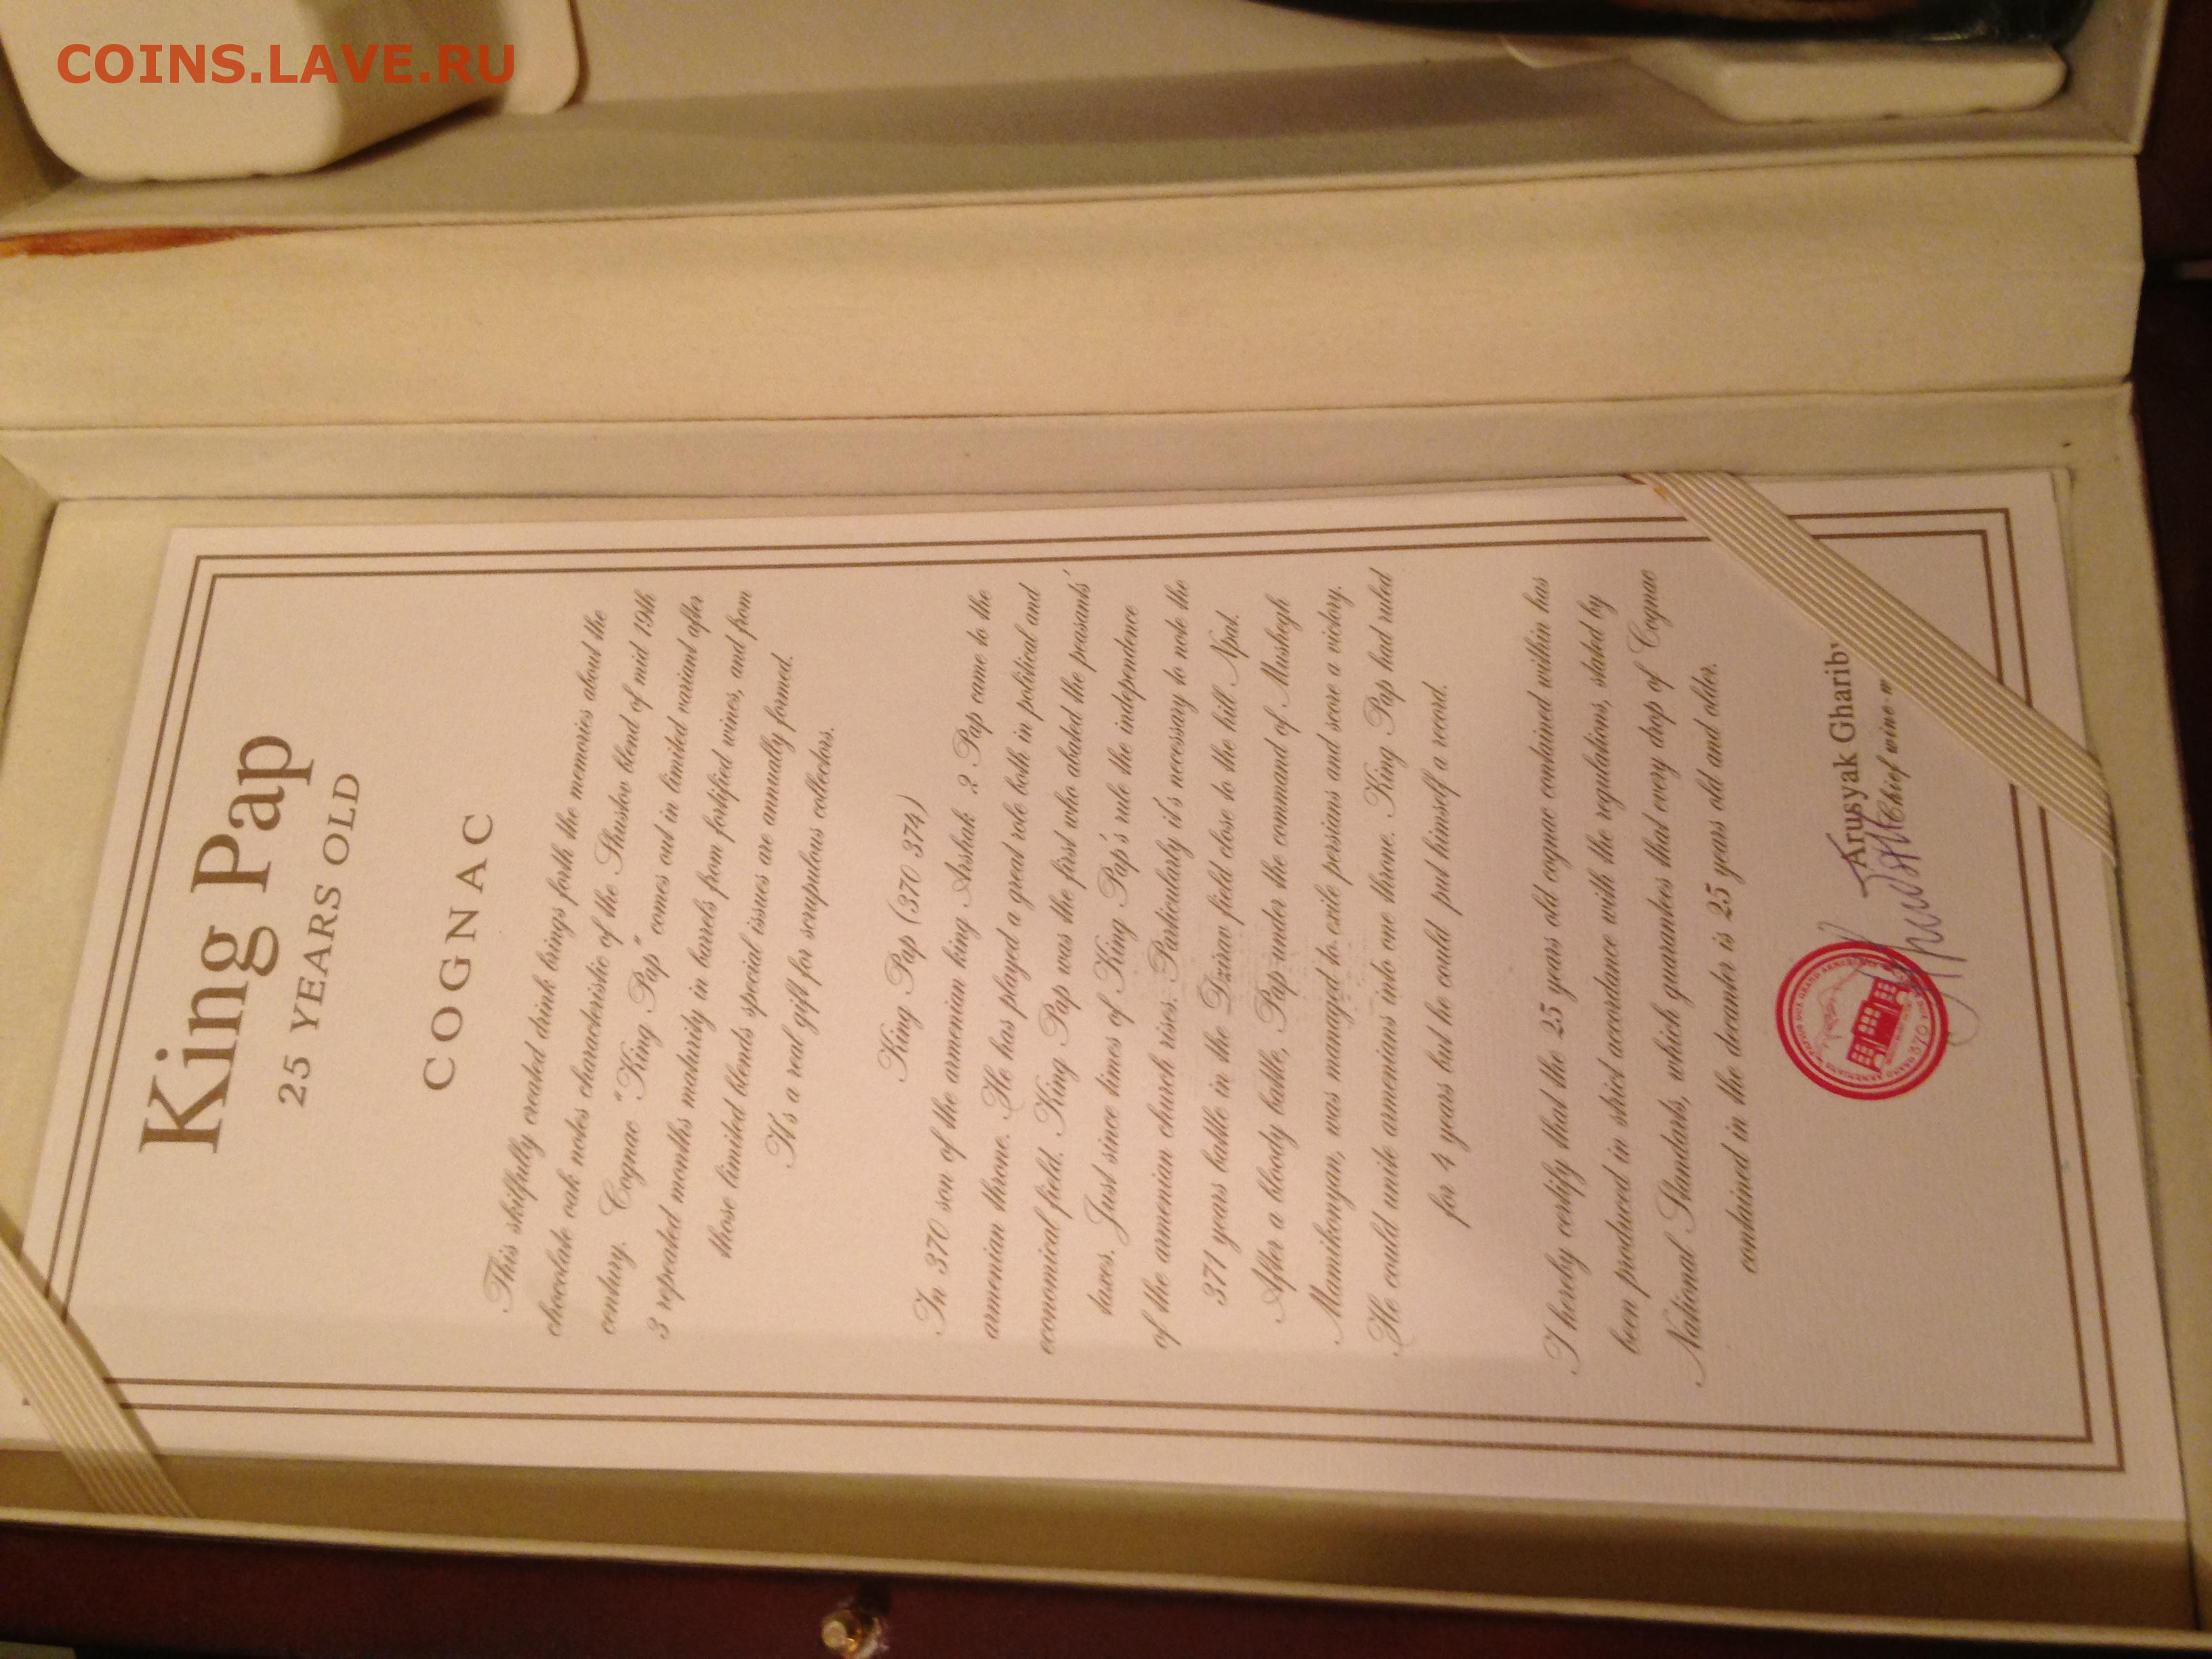 COINS.LAVE.RU
King Pap
25 YEARS OLD
COGNAC
This skilfully created drink brings forth the memories about the
chocolate oak notes characteristic of the Shustov blend of mid 19th
century. Cognac "King Pap" comes out in limited variant after
3 repeated months maturity in barrels from fortified wines, and from
those limited blends special issues are annually formed.
It's a real gift for scrupulous collectors.
King Pap (370 374)
In 370 son of the armenian king Arshak 2 Pap came to the
armenian throne. He has played a great role both in political and
economical field. King Pap was the first who abated the peasants'
taxes. Just since times of King Pap's rule the independence
of the armenian church rises. Particularly it's necessary to note the
371 years battle in the Dzirav field close to the hill Npat.
After a bloody battle, Pap under the command of Mushegh
Mamikonyan, was managed to exile persians and score a victory.
He could unite armenians into one throne. King Pap had ruled
for 4 years but he could put himself a record.
I hereby certify that the 25 years old cognac contained within has
been produced in strict accordance with the regulations, stated by
National Standarts, which guarantees that every drop of Cognac
contained in the decanter is 25 years old and older.
Arusyak Gharib
Chief wine
370